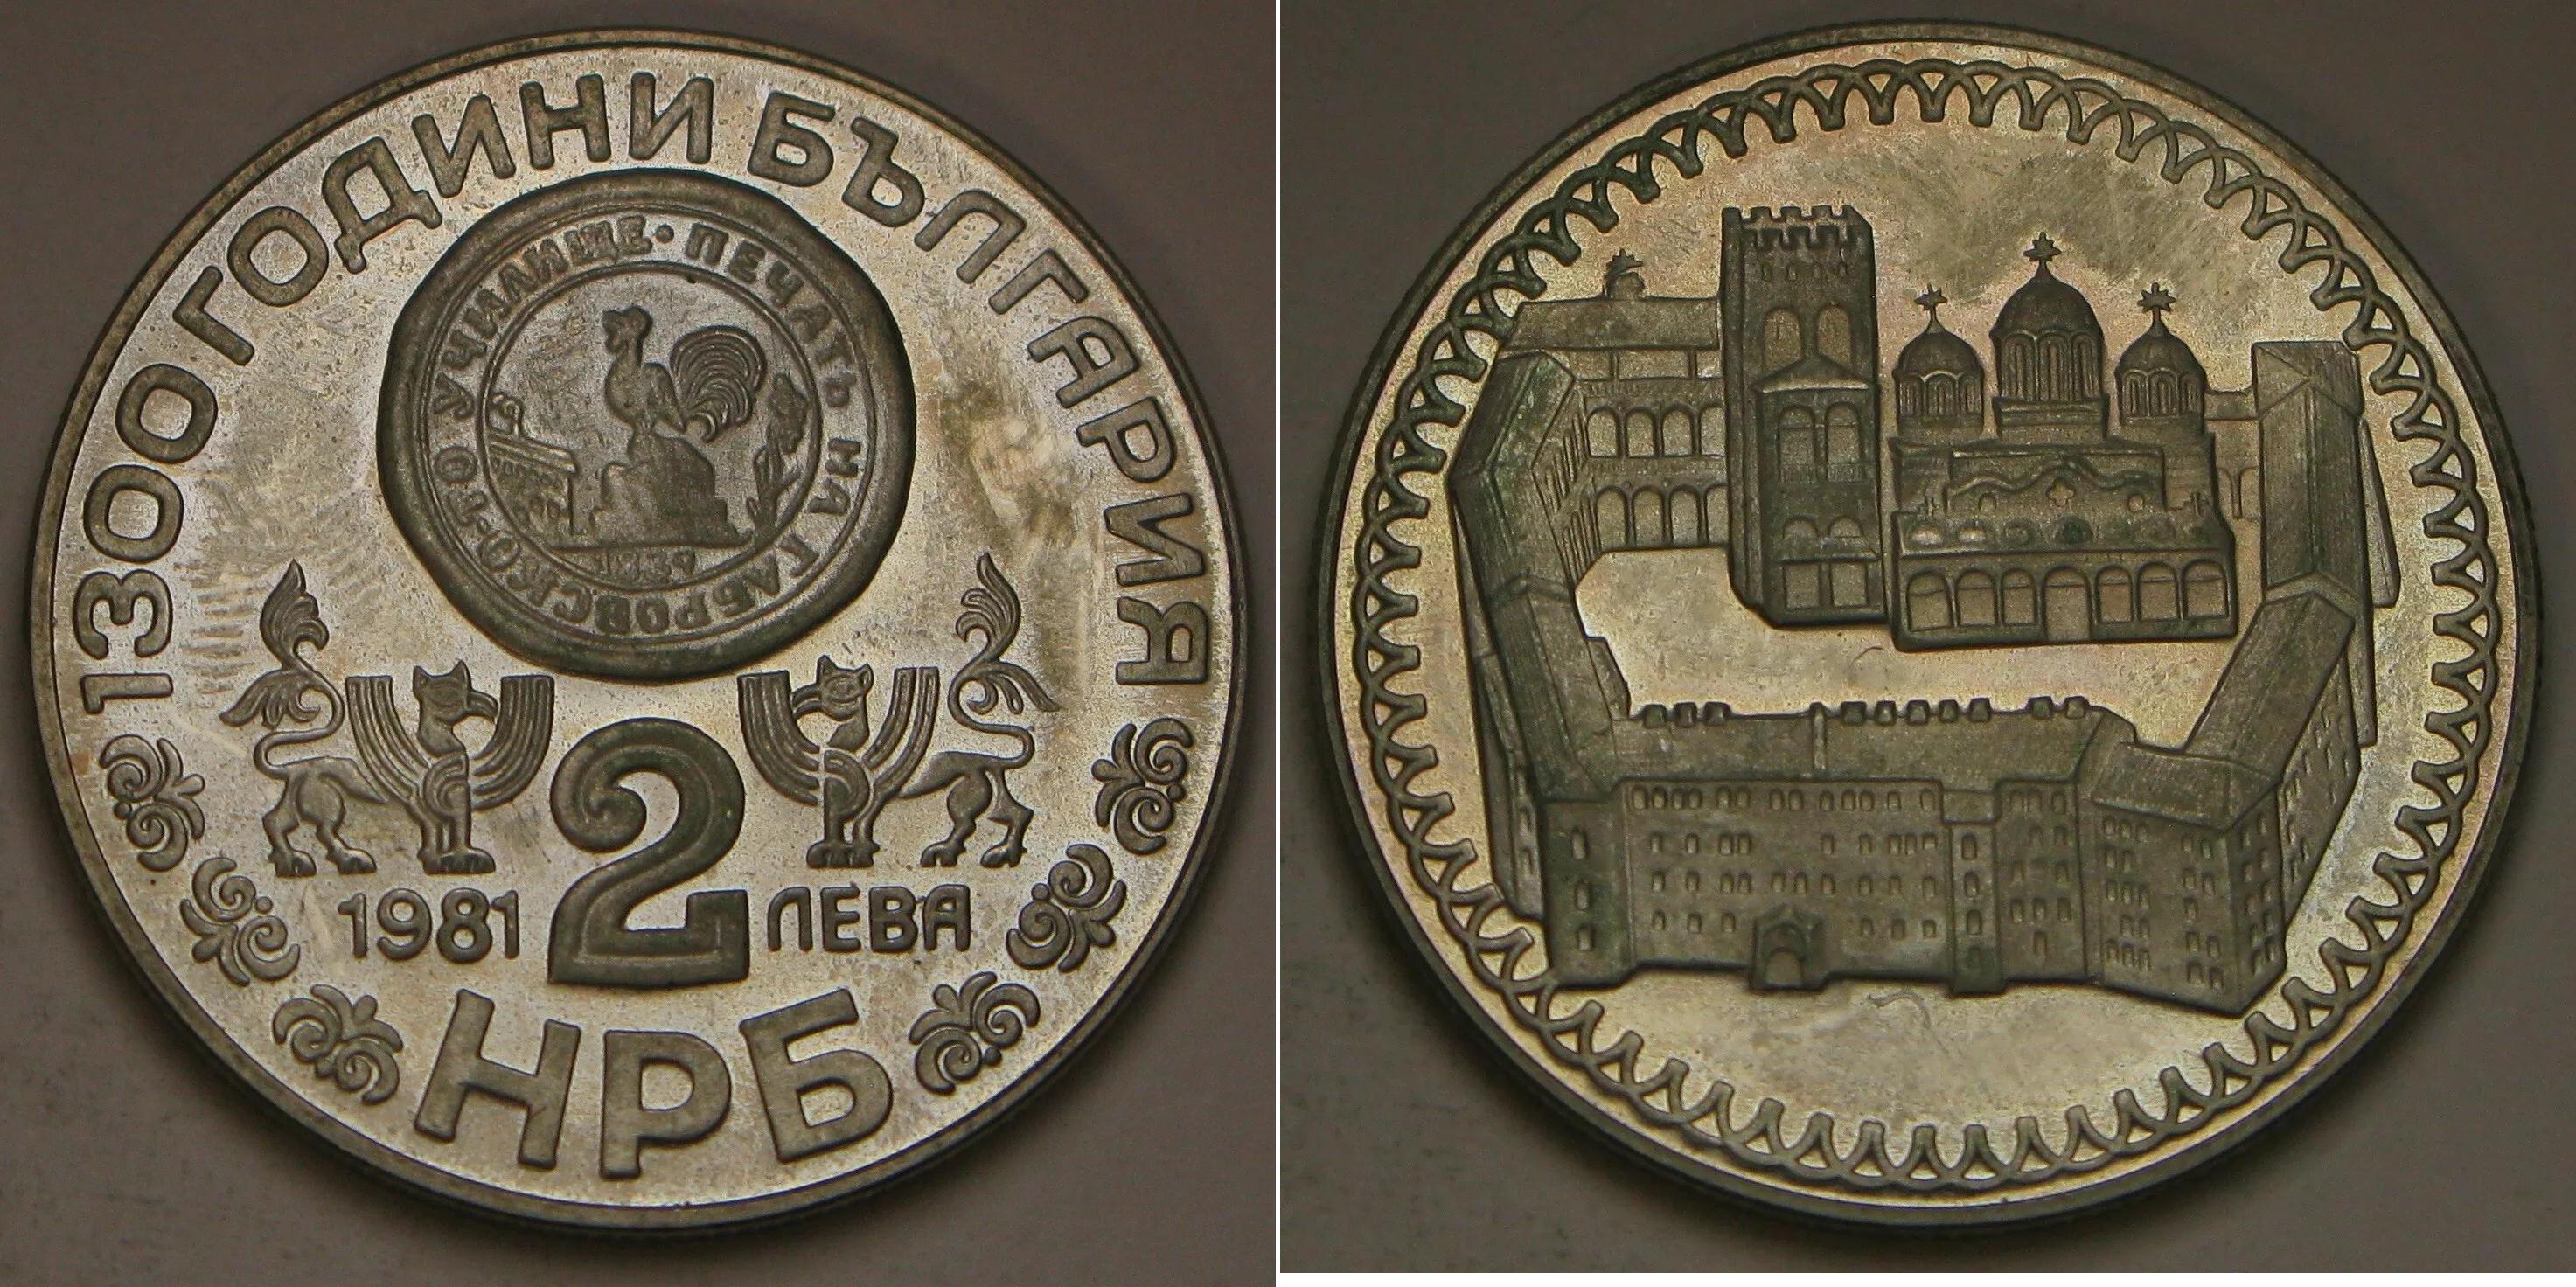 1300 ГОДИНИ БЪЛГАРИЯ
ПЕЧАТЬ НА ГАБРОВСКО-ТО УЧИЛИЩЕ •
1981
2
ЛЕВА
НРБ